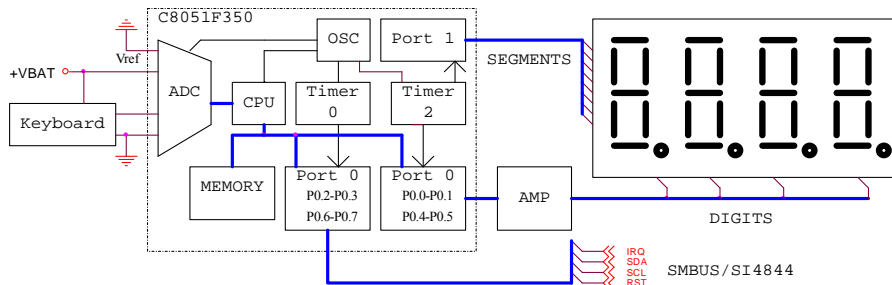 C8051F350
Vref
+VBAT
ADC
OSC
Port 1
SEGMENTS
Keyboard
CPU
Timer
0
Timer
2
MEMORY
Port 0
P0.2-P0.3
P0.6-P0.7
Port 0
P0.0-P0.1
P0.4-P0.5
AMP
DIGITS
IRQ
SDA
SCL
RST
SMBUS/SI4844